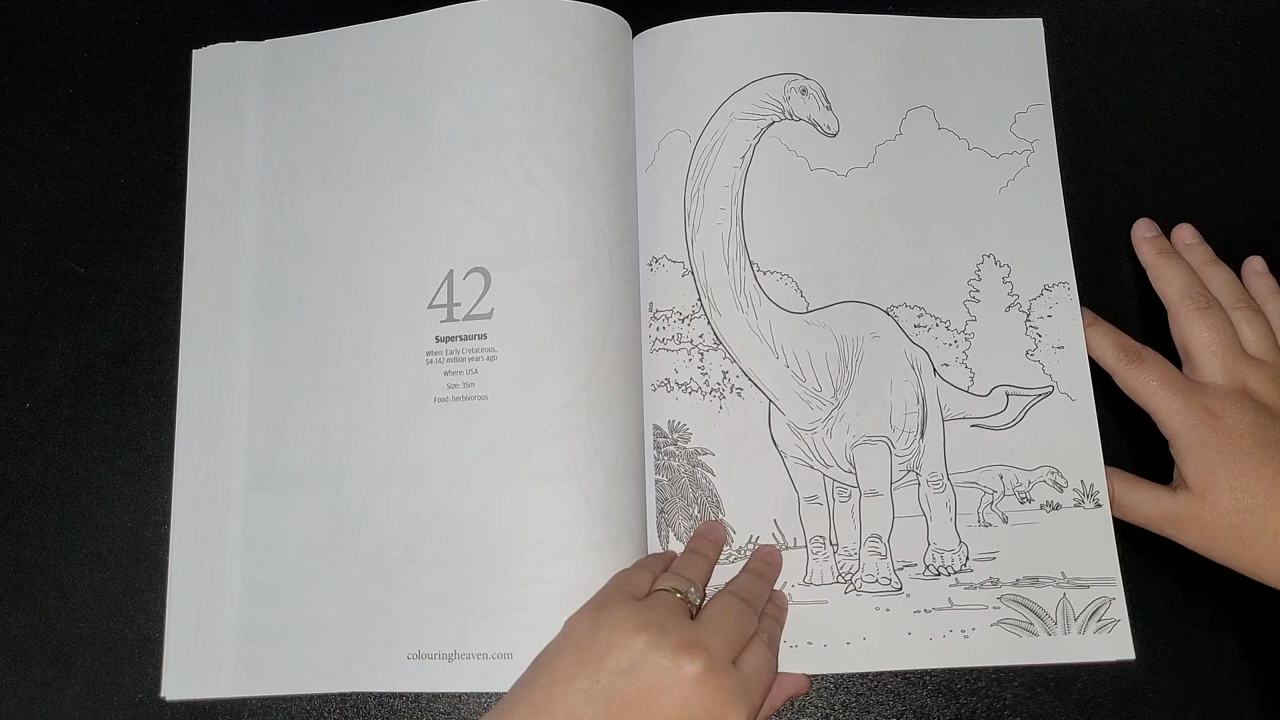 42
Supersaurus
When: Early Cretaceous,
54-142 million years ago
Where: USA
Size: 35m
Food: herbivorous
colouringheaven.com